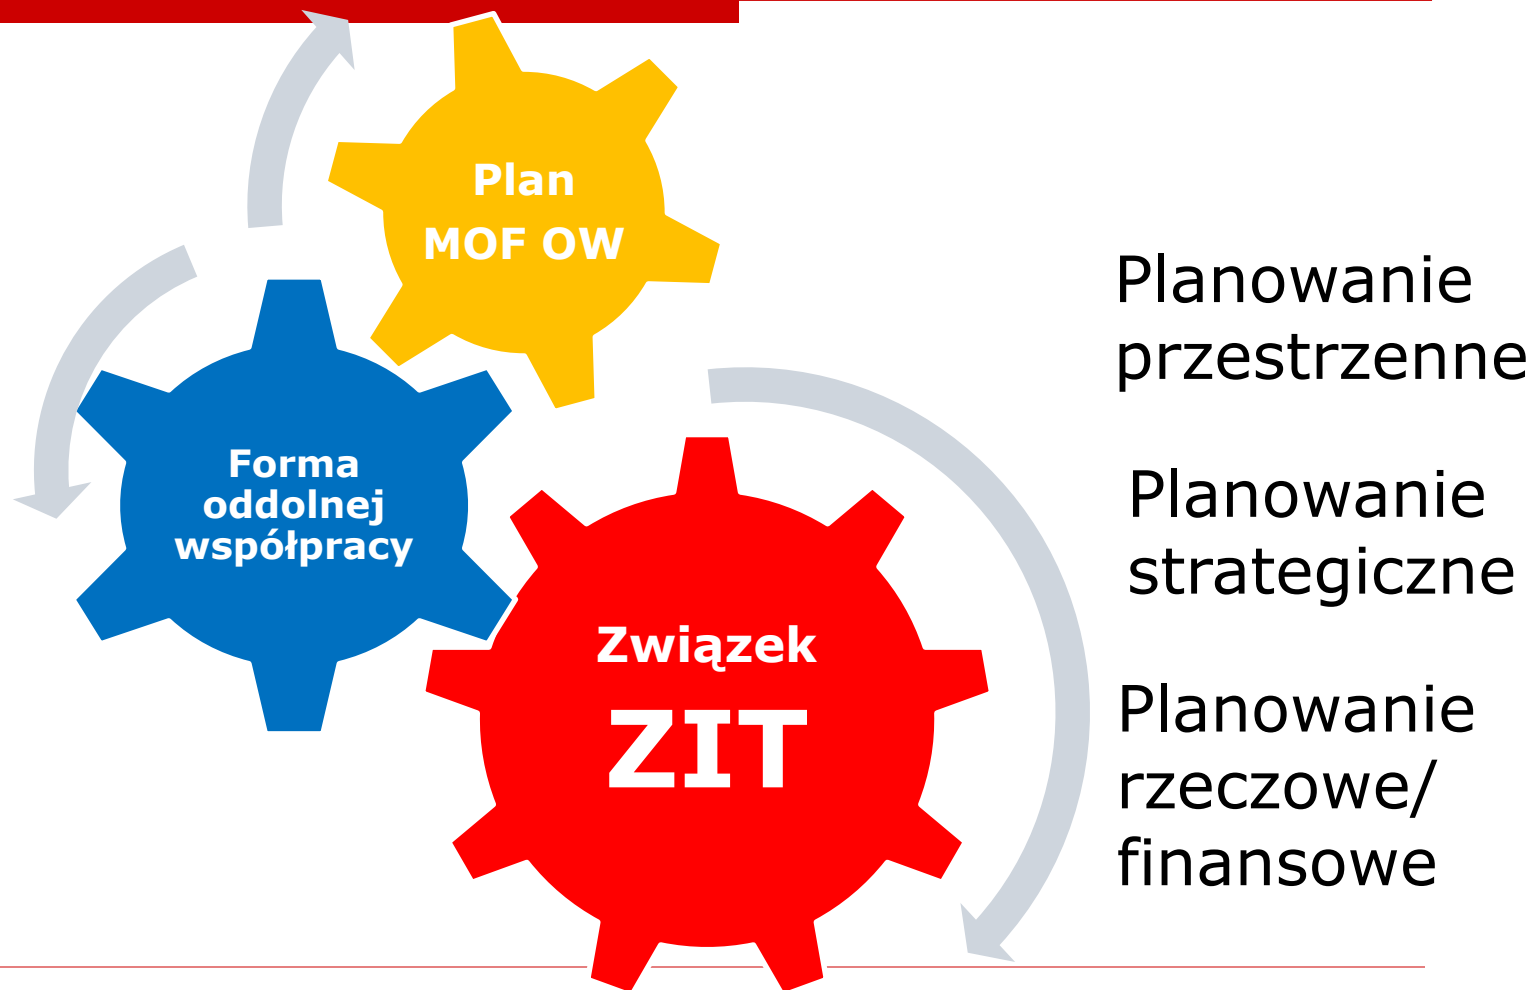 Plan
MOF OW
Forma
oddolnej
współpracy
Związek
ZIT
Planowanie
przestrzenne
Planowanie
strategiczne
Planowanie
rzeczowe/
finansowe